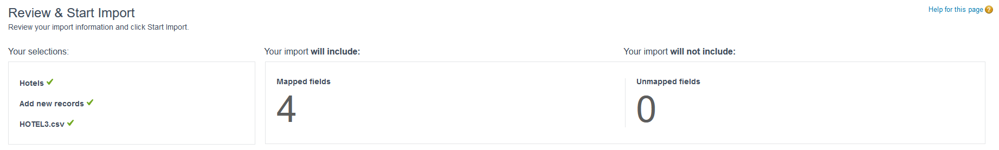 Review & Start Import
Help for this page ?
Review your import information and click Start Import.
Your selections:
Your import will include:
Your import will not include:
Hotels
Add new records
HOTEL3.csv
Mapped fields
4
Unmapped fields
0